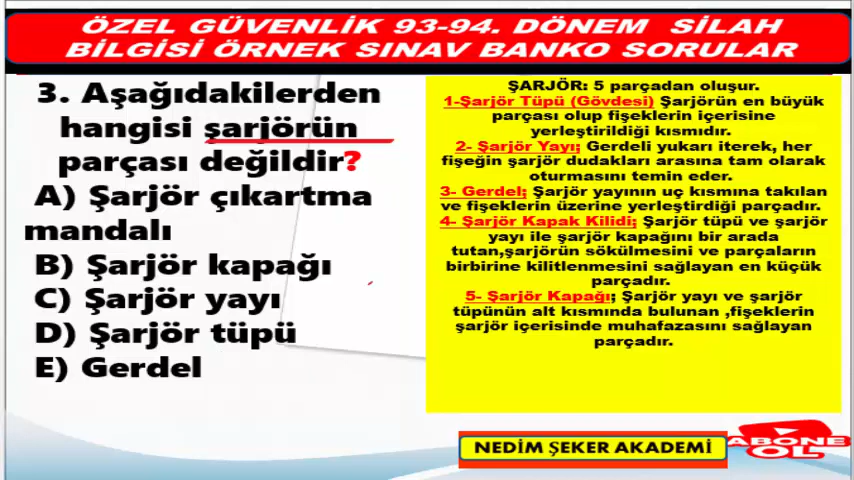 ÖZEL GÜVENLİK 93-94. DÖNEM SİLAH
BİLGİSİ ÖRNEK SINAV BANKO SORULAR
3. Aşağıdakilerden
hangisi şarjörün
parçası değildir?
A) Şarjör çıkartma
mandalı
B) Şarjör kapağı
C) Şarjör yayı
D) Şarjör tüpü
E) Gerdel
ŞARJÖR: 5 parçadan oluşur.
1-Şarjör Tüpü (Gövdesi) Şarjörün en büyük
parçası olup fişeklerin içerisine
yerleştirildiği kısmıdır.
2- Şarjör Yayı; Gerdeli yukarı iterek, her
fişeğin şarjör dudakları arasına tam olarak
oturmasını temin eder.
3- Gerdel; Şarjör yayının uç kısmına takılan
ve fişeklerin üzerine yerleştirdiği parçadır.
4- Şarjör Kapak Kilidi; Şarjör tüpü ve şarjör
yayı ile şarjör kapağını bir arada
tutan,şarjörün sökülmesini ve parçaların
birbirine kilitlenmesini sağlayan en küçük
parçadır.
5- Şarjör Kapağı; Şarjör yayı ve şarjör
tüpünün alt kısmında bulunan ,fişeklerin
şarjör içerisinde muhafazasını sağlayan
parçadır.
NEDİM ŞEKER AKADEMİ
ABONE
OL